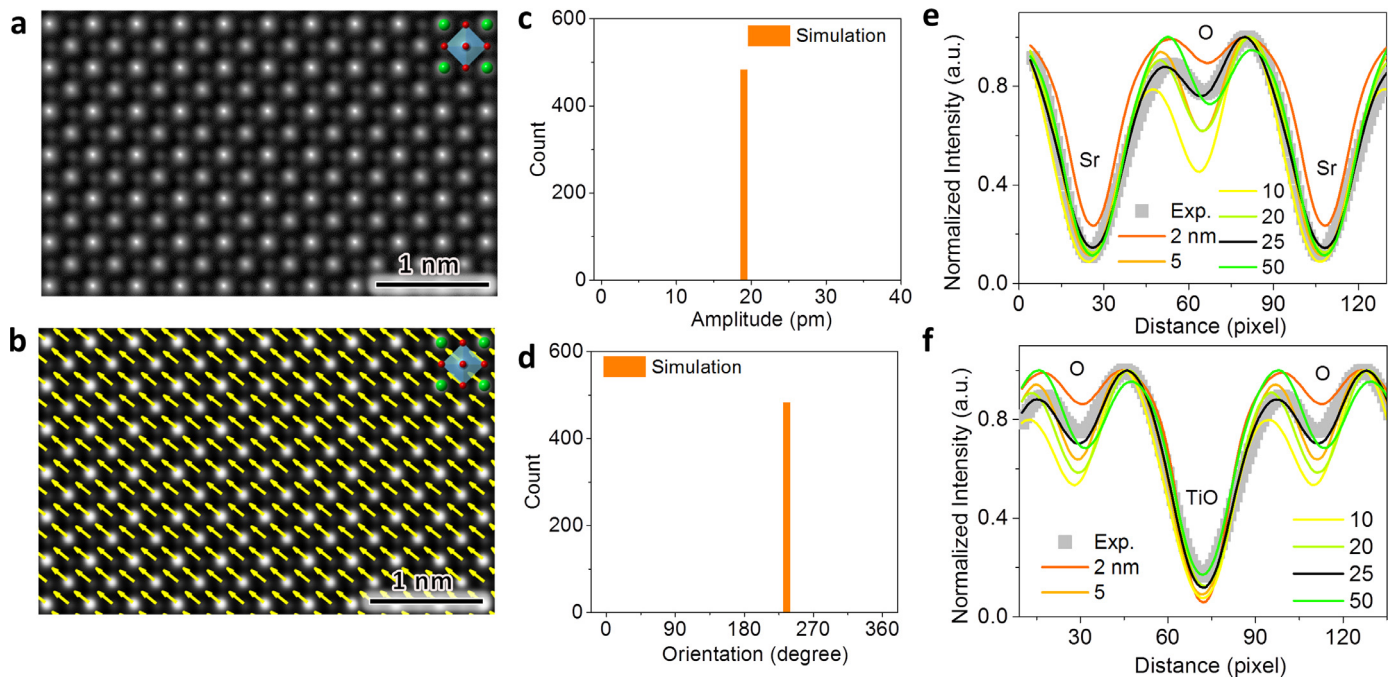 a
1 nm
b
1 nm
c
600
400
200
0
Count
Simulation
0
10
20
30
40
Amplitude (pm)
d
600
400
200
0
Count
Simulation
0
90
180
270
360
Orientation (degree)
e
Normalized Intensity (a.u.)
0.8
0.4
0.0
O
Sr
Sr
Exp.
2 nm
5
10
20
25
50
0
30
60
90
120
Distance (pixel)
f
Normalized Intensity (a.u.)
0.8
0.4
0.0
O
O
TiO
Exp.
2 nm
5
10
20
25
50
30
60
90
120
Distance (pixel)